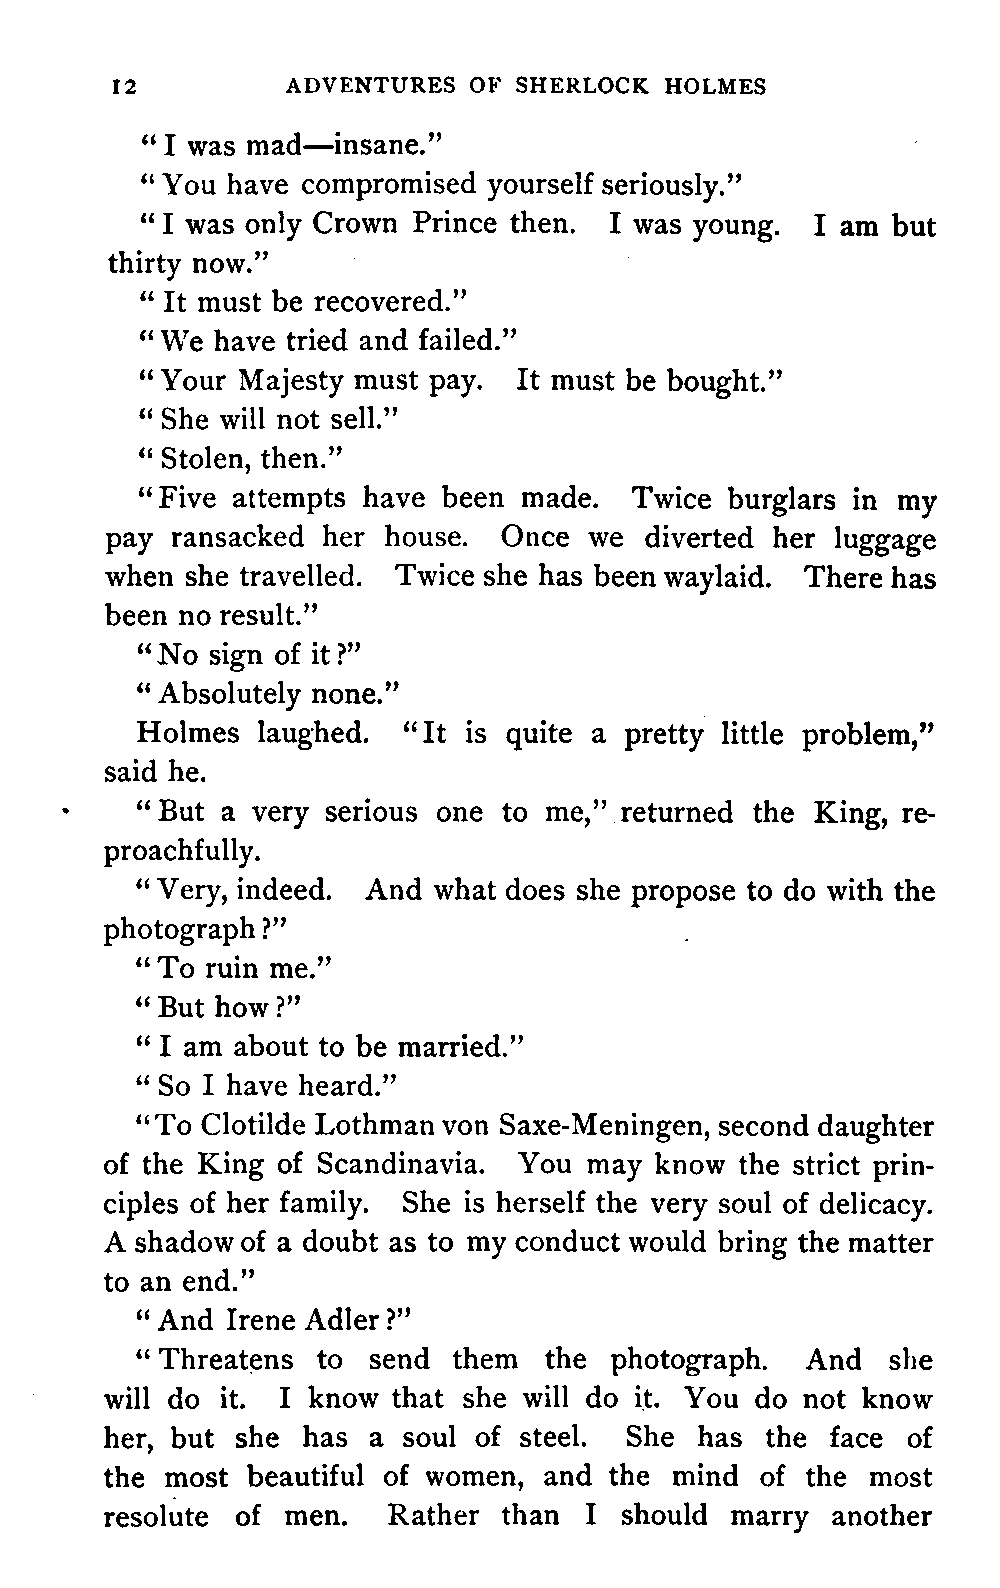 12 ADVENTURES OF SHERLOCK HOLMES
“I was mad—insane.”
“You have compromised yourself seriously.”
“I was only Crown Prince then. I was young. I am but
thirty now.”
“It must be recovered.”
“We have tried and failed.”
“Your Majesty must pay. It must be bought.”
“She will not sell.”
“Stolen, then.”
“Five attempts have been made. Twice burglars in my
pay ransacked her house. Once we diverted her luggage
when she travelled. Twice she has been waylaid. There has
been no result.”
“No sign of it?”
“Absolutely none.”
Holmes laughed. “It is quite a pretty little problem,”
said he.
“But a very serious one to me,” returned the King, re-
proachfully.
“Very, indeed. And what does she propose to do with the
photograph?”
“To ruin me.”
“But how?”
“I am about to be married.”
“So I have heard.”
“To Clotilde Lothman von Saxe-Meningen, second daughter
of the King of Scandinavia. You may know the strict prin-
ciples of her family. She is herself the very soul of delicacy.
A shadow of a doubt as to my conduct would bring the matter
to an end.”
“And Irene Adler?”
“Threatens to send them the photograph. And she
will do it. I know that she will do it. You do not know
her, but she has a soul of steel. She has the face of
the most beautiful of women, and the mind of the most
resolute of men. Rather than I should marry another